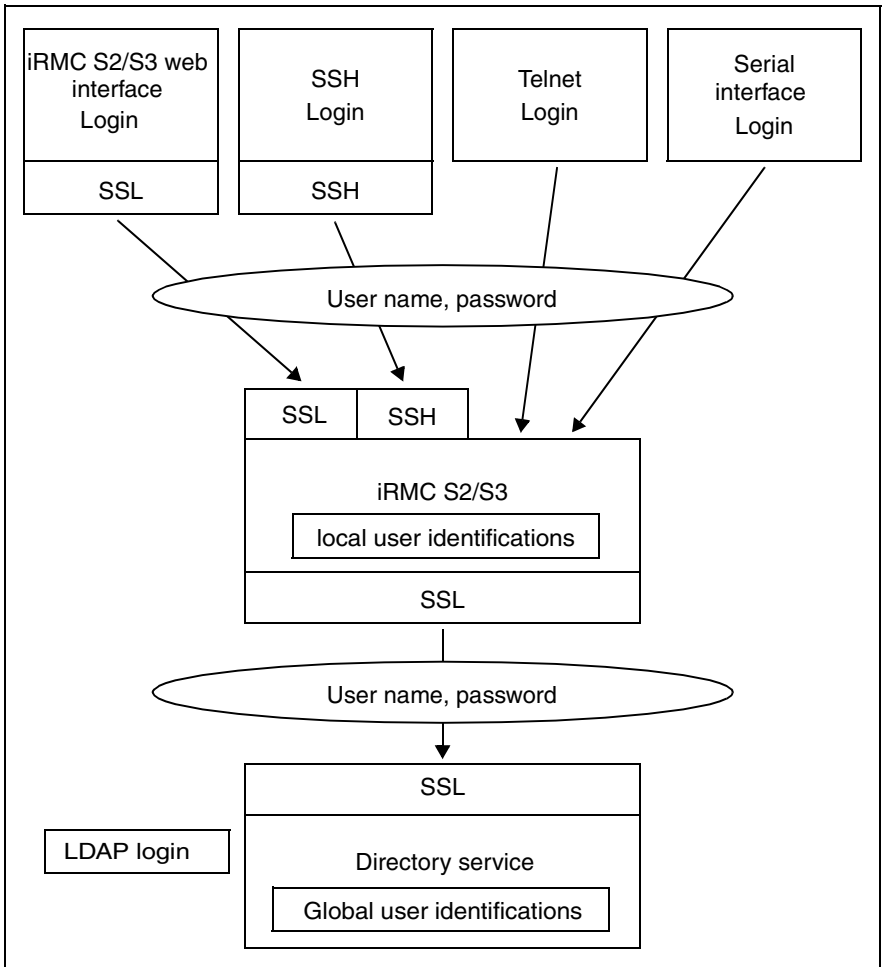 iRMC S2/S3 web
interface
Login
SSL
SSH
Login
SSH
Telnet
Login
Serial
interface
Login
User name, password
SSL
SSH
iRMC S2/S3
local user identifications
SSL
User name, password
SSL
LDAP login
Directory service
Global user identifications